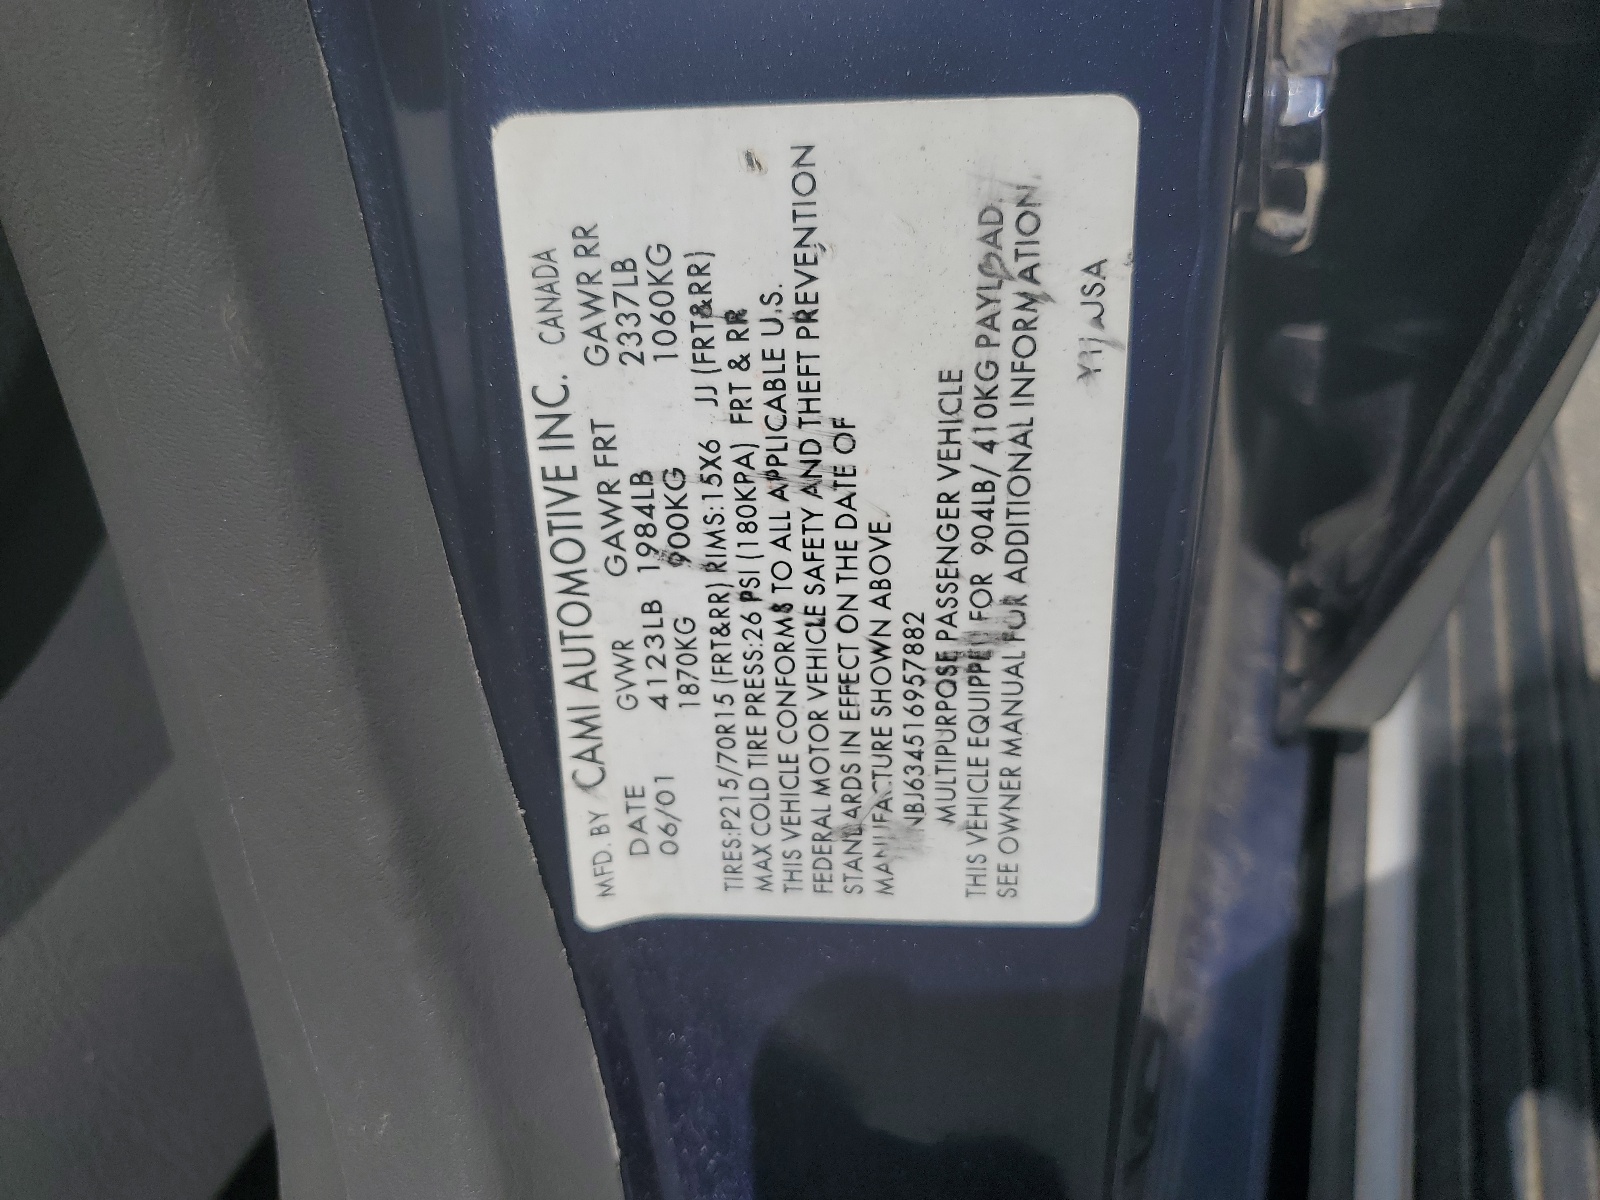 MFD. BY CAMI AUTOMOTIVE INC. CANADA
DATE GVWR GAWR FRT GAWR RR
06/01 4123LB 1984LB 2337LB
1870KG 900KG 1060KG
TIRES:P215/70R15 (FRT&RR) RIMS:15X6 JJ (FRT&RR)
MAX COLD TIRE PRESS:26 PSI (180KPA) FRT & RR
THIS VEHICLE CONFORMS TO ALL APPLICABLE U.S.
FEDERAL MOTOR VEHICLE SAFETY AND THEFT PREVENTION
STANDARDS IN EFFECT ON THE DATE OF
MANUFACTURE SHOWN ABOVE.
BJ634516957882
MULTIPURPOSE PASSENGER VEHICLE
THIS VEHICLE EQUIPPED FOR 904LB/ 410KG PAYLOAD.
SEE OWNER MANUAL FOR ADDITIONAL INFORMATION.
USA